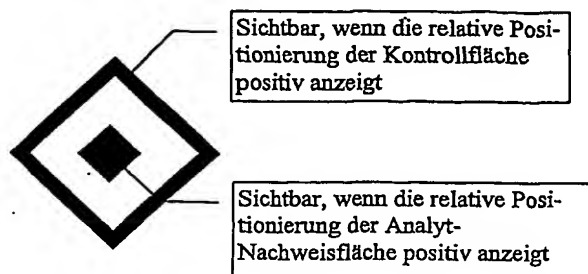 Sichtbar, wenn die relative Posi-
tionierung der Kontrollfläche
positiv anzeigt
Sichtbar, wenn die relative Posi-
tionierung der Analyt-
Nachweisfläche positiv anzeigt